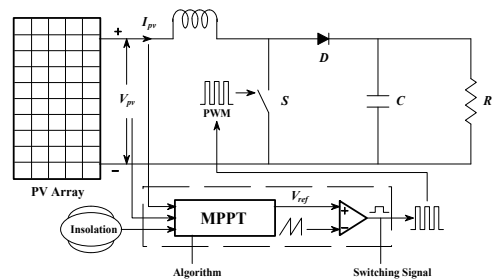 +
I_pv
D
V_pv
PWM
S
C
R
−
PV Array
Insolation
MPPT
V_ref
+
−
Algorithm
Switching Signal